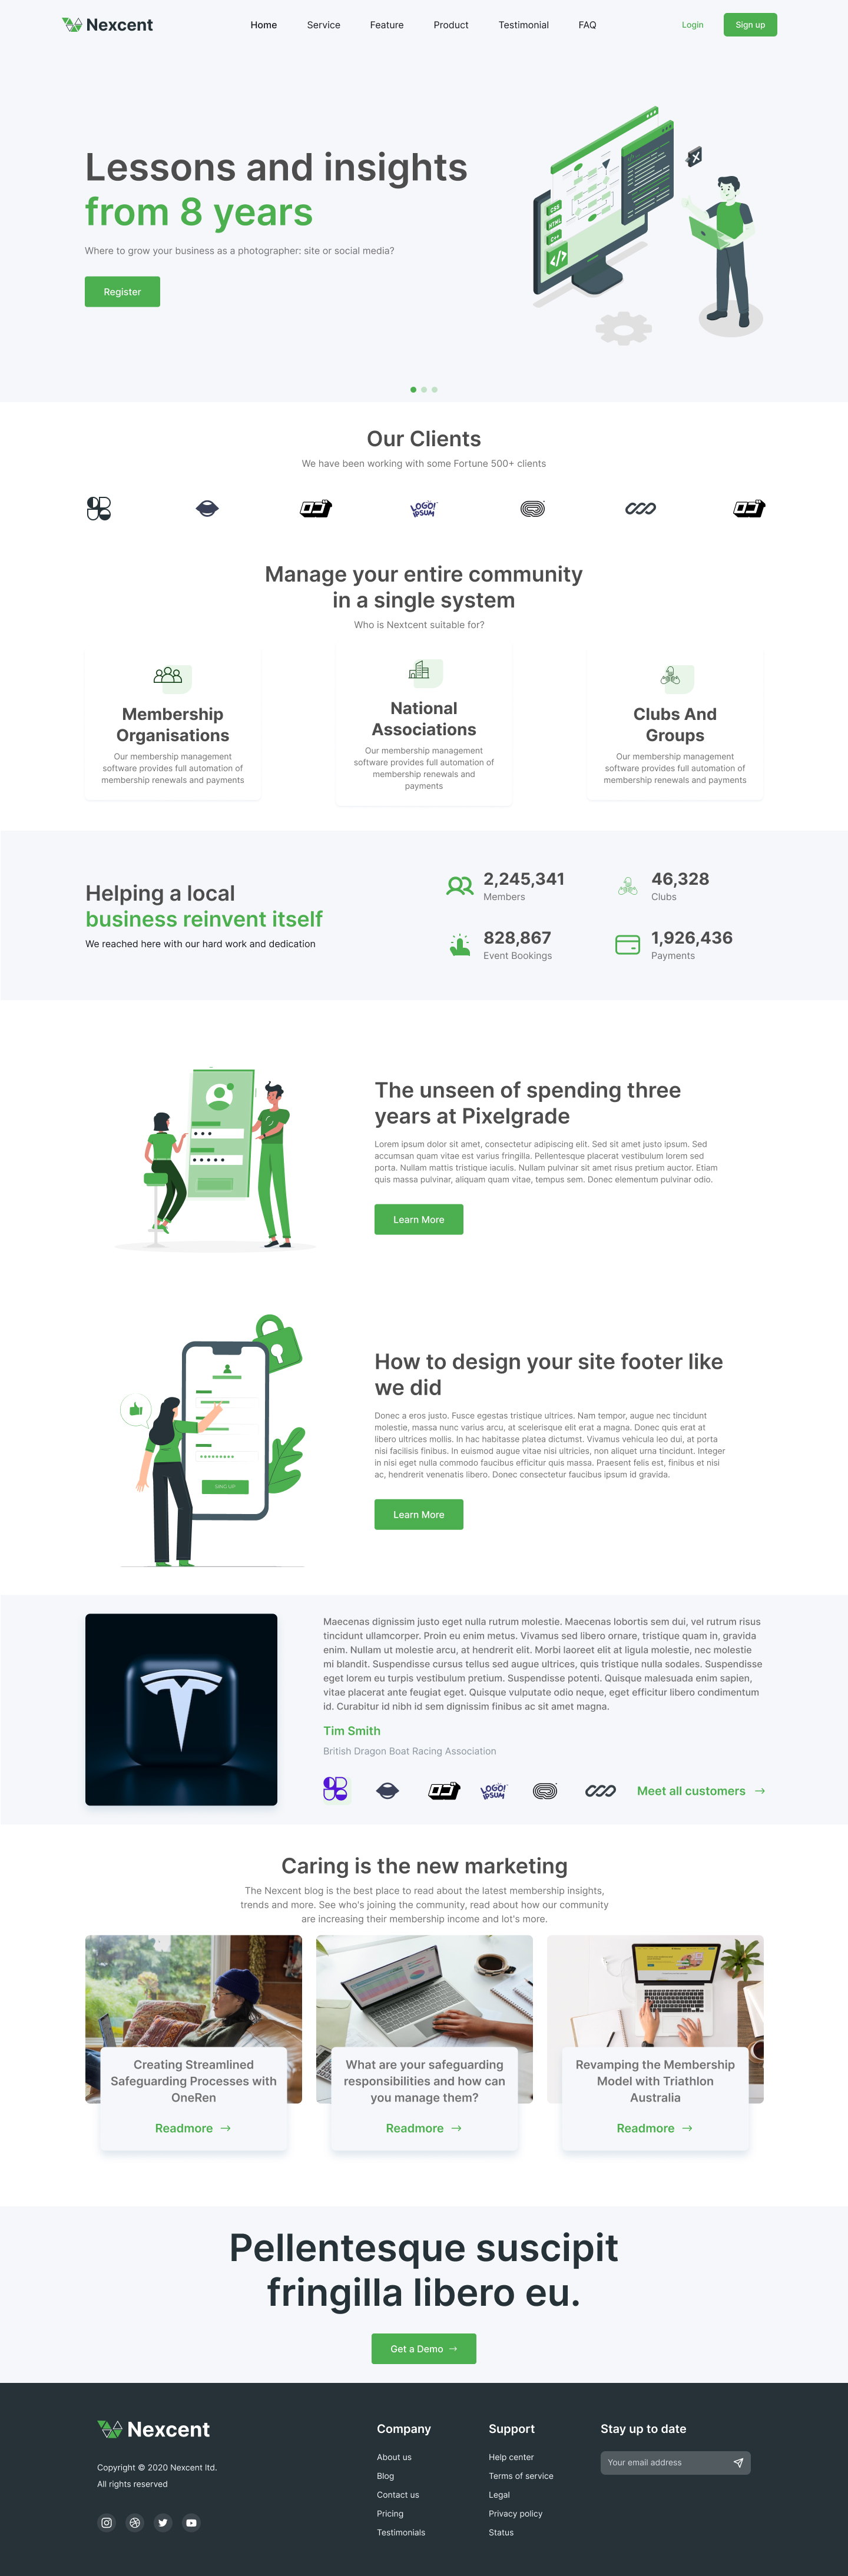 Nexcent
Home
Service
Feature
Product
Testimonial
FAQ
Login
Sign up
Lessons and insights
from 8 years
Where to grow your business as a photographer: site or social media?
Register
CSS
HTML
C++
</>
Our Clients
We have been working with some Fortune 500+ clients
LOGO!
IPSUM
Manage your entire community
in a single system
Who is Nextcent suitable for?
Membership
Organisations
Our membership management
software provides full automation of
membership renewals and payments
National
Associations
Our membership management
software provides full automation of
membership renewals and
payments
Clubs And
Groups
Our membership management
software provides full automation of
membership renewals and payments
Helping a local
business reinvent itself
We reached here with our hard work and dedication
2,245,341
Members
46,328
Clubs
828,867
Event Bookings
1,926,436
Payments
The unseen of spending three
years at Pixelgrade
Lorem ipsum dolor sit amet, consectetur adipiscing elit. Sed sit amet justo ipsum. Sed
accumsan quam vitae est varius fringilla. Pellentesque placerat vestibulum lorem sed
porta. Nullam mattis tristique iaculis. Nullam pulvinar sit amet risus pretium auctor. Etiam
quis massa pulvinar, aliquam quam vitae, tempus sem. Donec elementum pulvinar odio.
Learn More
SING UP
How to design your site footer like
we did
Donec a eros justo. Fusce egestas tristique ultrices. Nam tempor, augue nec tincidunt
molestie, massa nunc varius arcu, at scelerisque elit erat a magna. Donec quis erat at
libero ultrices mollis. In hac habitasse platea dictumst. Vivamus vehicula leo dui, at porta
nisi facilisis finibus. In euismod augue vitae nisi ultricies, non aliquet urna tincidunt. Integer
in nisi eget nulla commodo faucibus efficitur quis massa. Praesent felis est, finibus et nisi
ac, hendrerit venenatis libero. Donec consectetur faucibus ipsum id gravida.
Learn More
Maecenas dignissim justo eget nulla rutrum molestie. Maecenas lobortis sem dui, vel rutrum risus
tincidunt ullamcorper. Proin eu enim metus. Vivamus sed libero ornare, tristique quam in, gravida
enim. Nullam ut molestie arcu, at hendrerit elit. Morbi laoreet elit at ligula molestie, nec molestie
mi blandit. Suspendisse cursus tellus sed augue ultrices, quis tristique nulla sodales. Suspendisse
eget lorem eu turpis vestibulum pretium. Suspendisse potenti. Quisque malesuada enim sapien,
vitae placerat ante feugiat eget. Quisque vulputate odio neque, eget efficitur libero condimentum
id. Curabitur id nibh id sem dignissim finibus ac sit amet magna.
Tim Smith
British Dragon Boat Racing Association
LOGO!
IPSUM
Meet all customers →
Caring is the new marketing
The Nexcent blog is the best place to read about the latest membership insights,
trends and more. See who's joining the community, read about how our community
are increasing their membership income and lot's more.
Creating Streamlined
Safeguarding Processes with
OneRen
Readmore →
What are your safeguarding
responsibilities and how can
you manage them?
Readmore →
Revamping the Membership
Model with Triathlon
Australia
Readmore →
Pellentesque suscipit
fringilla libero eu.
Get a Demo →
Nexcent
Copyright © 2020 Nexcent ltd.
All rights reserved
Company
About us
Blog
Contact us
Pricing
Testimonials
Support
Help center
Terms of service
Legal
Privacy policy
Status
Stay up to date
Your email address